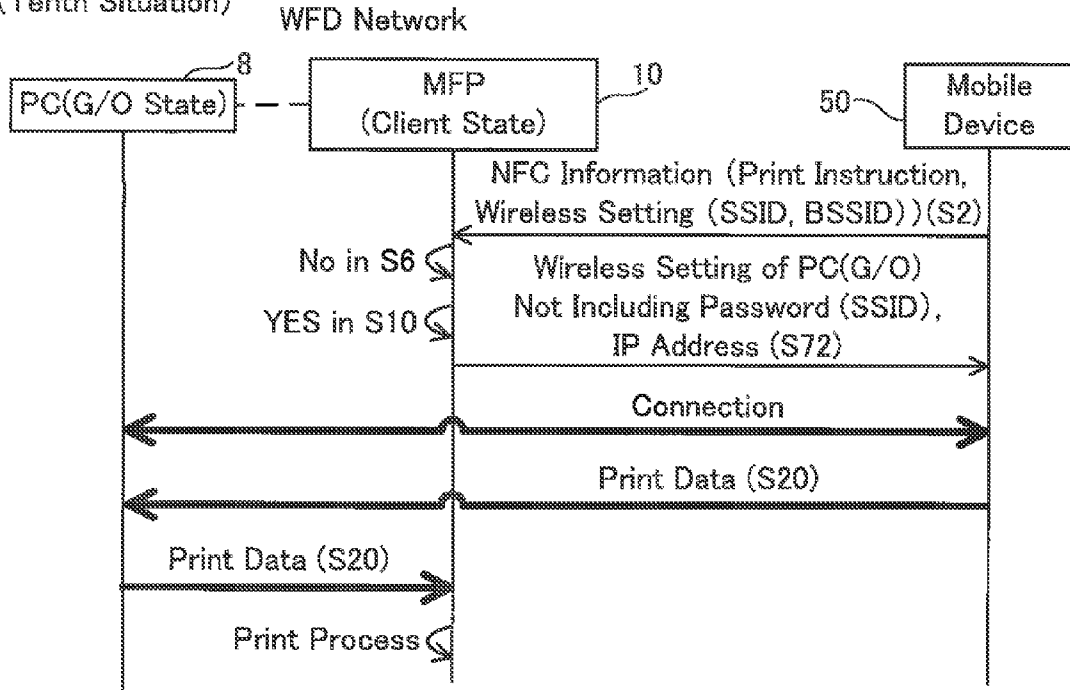 (Tenth Situation)
WFD Network
8
PC(G/O State)
MFP
(Client State)
10
50
Mobile
Device
NFC Information (Print Instruction,
Wireless Setting (SSID, BSSID))(S2)
No in S6
YES in S10
Wireless Setting of PC(G/O)
Not Including Password (SSID),
IP Address (S72)
Connection
Print Data (S20)
Print Data (S20)
Print Process